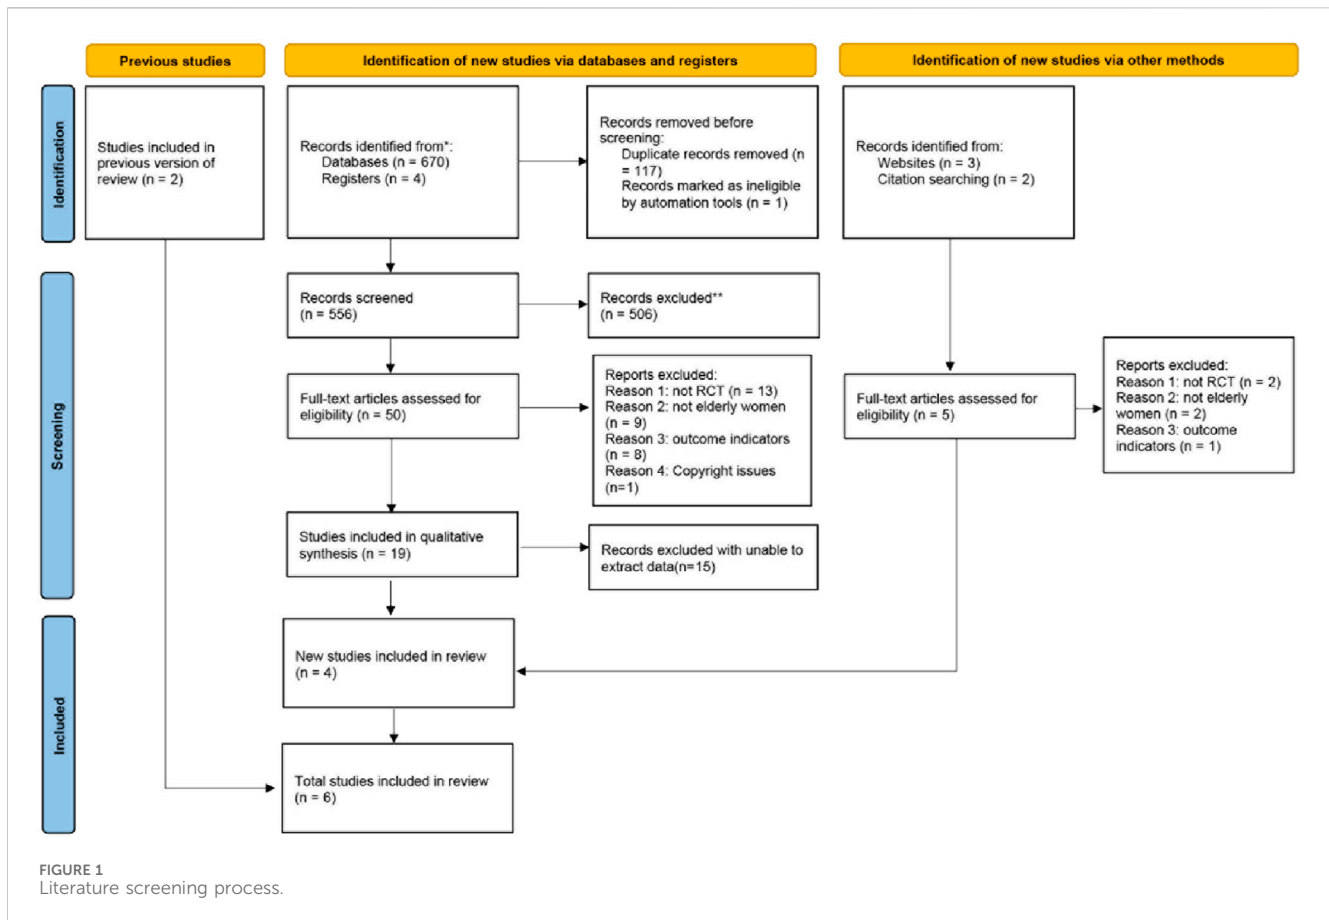 Previous studies
Identification of new studies via databases and registers
Identification of new studies via other methods
Identification
Studies included in
previous version of
review (n = 2)
Records identified from*:
Databases (n = 670)
Registers (n = 4)
Records removed before
screening:
Duplicate records removed (n
= 117)
Records marked as ineligible
by automation tools (n = 1)
Records identified from:
Websites (n = 3)
Citation searching (n = 2)
Screening
Records screened
(n = 556)
Records excluded**
(n = 506)
Full-text articles assessed for
eligibility (n = 50)
Reports excluded:
Reason 1: not RCT (n = 13)
Reason 2: not elderly women
(n = 9)
Reason 3: outcome indicators
(n = 8)
Reason 4: Copyright issues
(n=1)
Full-text articles assessed for
eligibility (n = 5)
Reports excluded:
Reason 1: not RCT (n = 2)
Reason 2: not elderly
women (n = 2)
Reason 3: outcome
indicators (n = 1)
Studies included in qualitative
synthesis (n = 19)
Records excluded with unable to
extract data(n=15)
Included
New studies included in review
(n = 4)
Total studies included in review
(n = 6)
FIGURE 1
Literature screening process.